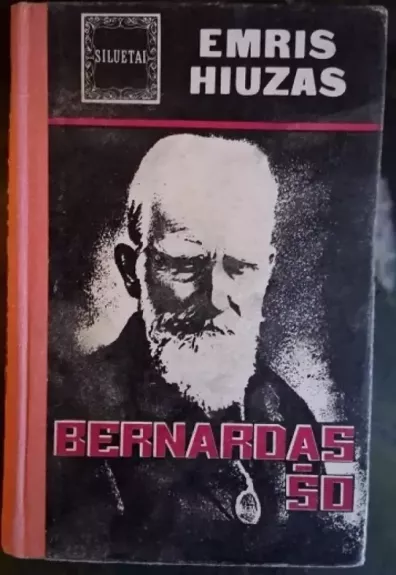 SILUETAI
EMRIS
HIUZAS
BERNARDAS
ŠO